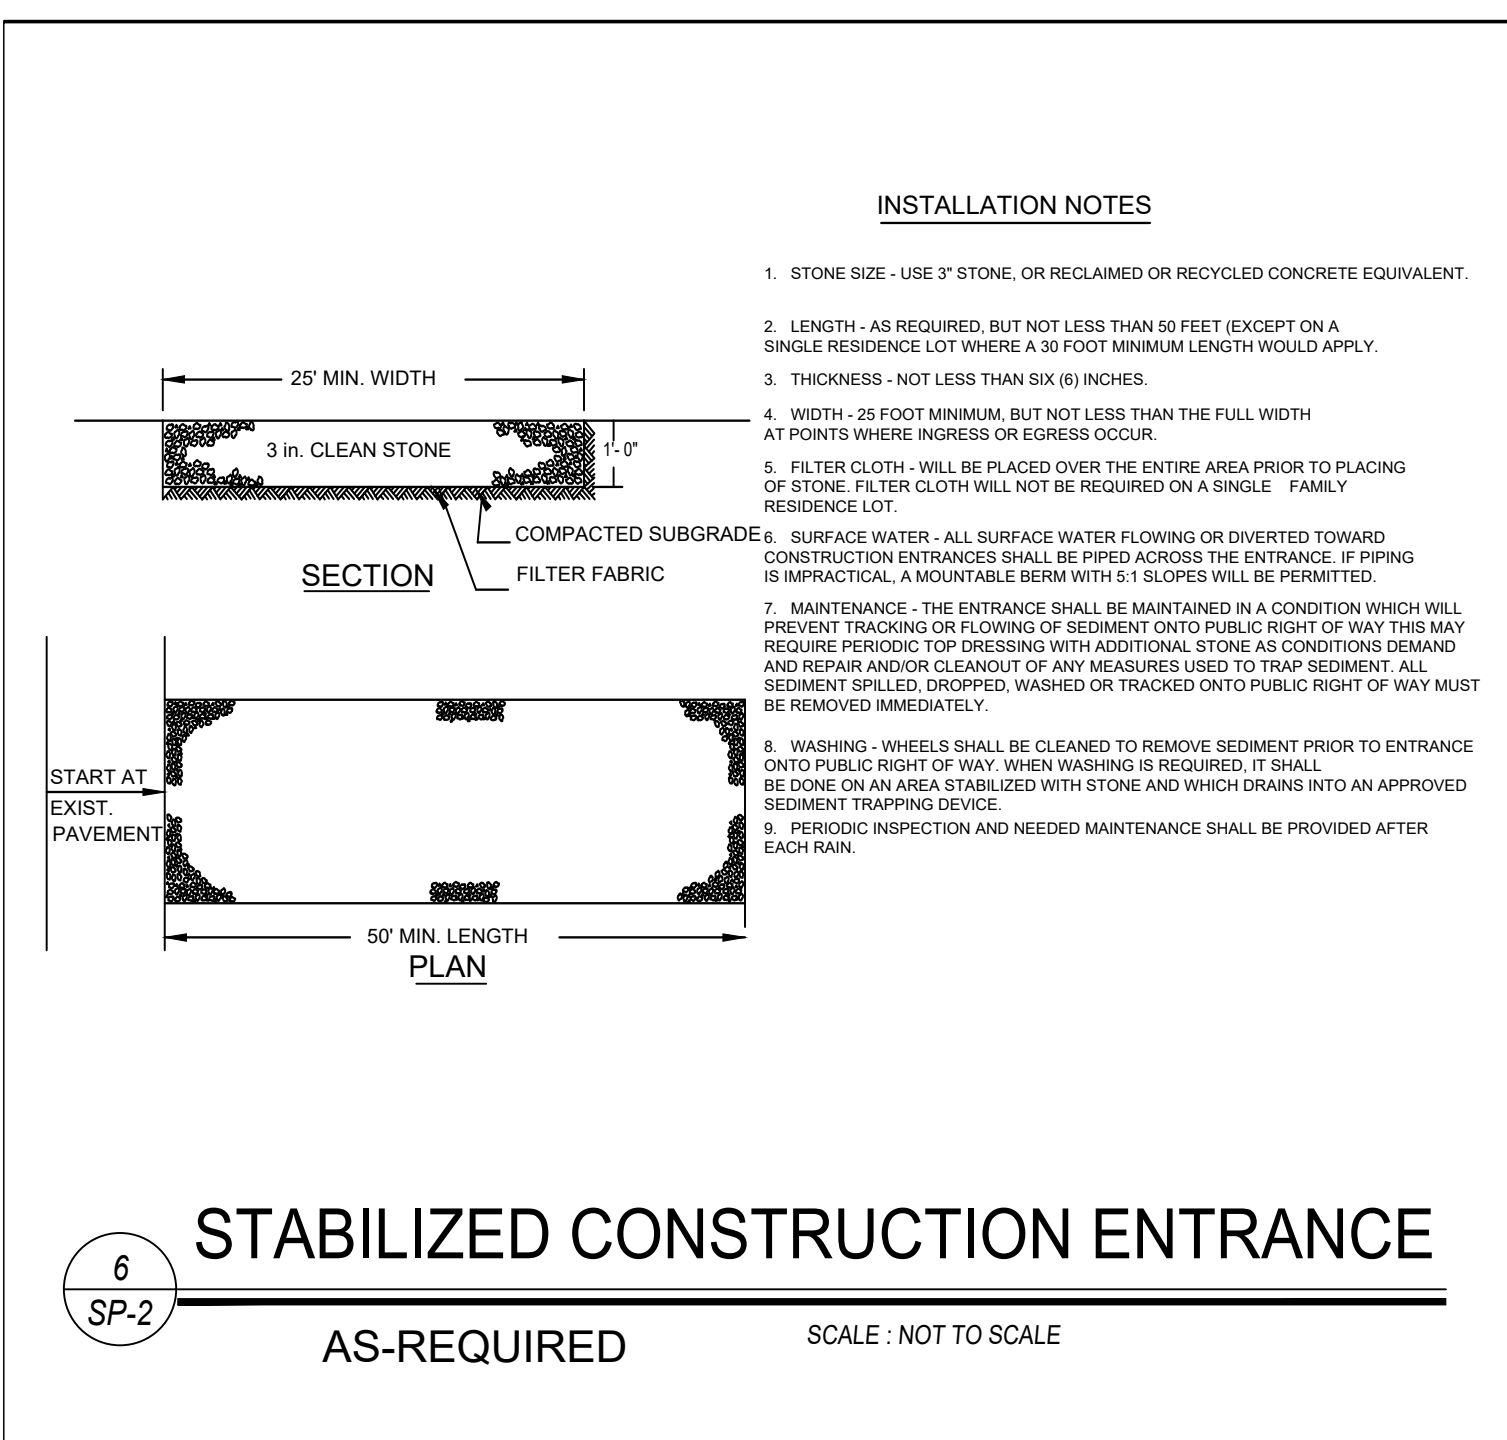 INSTALLATION NOTES
1. STONE SIZE - USE 3" STONE, OR RECLAIMED OR RECYCLED CONCRETE EQUIVALENT.
2. LENGTH - AS REQUIRED, BUT NOT LESS THAN 50 FEET (EXCEPT ON A
SINGLE RESIDENCE LOT WHERE A 30 FOOT MINIMUM LENGTH WOULD APPLY.
3. THICKNESS - NOT LESS THAN SIX (6) INCHES.
4. WIDTH - 25 FOOT MINIMUM, BUT NOT LESS THAN THE FULL WIDTH
AT POINTS WHERE INGRESS OR EGRESS OCCUR.
5. FILTER CLOTH - WILL BE PLACED OVER THE ENTIRE AREA PRIOR TO PLACING
OF STONE. FILTER CLOTH WILL NOT BE REQUIRED ON A SINGLE FAMILY
RESIDENCE LOT.
6. SURFACE WATER - ALL SURFACE WATER FLOWING OR DIVERTED TOWARD
CONSTRUCTION ENTRANCES SHALL BE PIPED ACROSS THE ENTRANCE. IF PIPING
IS IMPRACTICAL, A MOUNTABLE BERM WITH 5:1 SLOPES WILL BE PERMITTED.
7. MAINTENANCE - THE ENTRANCE SHALL BE MAINTAINED IN A CONDITION WHICH WILL
PREVENT TRACKING OR FLOWING OF SEDIMENT ONTO PUBLIC RIGHT OF WAY THIS MAY
REQUIRE PERIODIC TOP DRESSING WITH ADDITIONAL STONE AS CONDITIONS DEMAND
AND REPAIR AND/OR CLEANOUT OF ANY MEASURES USED TO TRAP SEDIMENT. ALL
SEDIMENT SPILLED, DROPPED, WASHED OR TRACKED ONTO PUBLIC RIGHT OF WAY MUST
BE REMOVED IMMEDIATELY.
8. WASHING - WHEELS SHALL BE CLEANED TO REMOVE SEDIMENT PRIOR TO ENTRANCE
ONTO PUBLIC RIGHT OF WAY. WHEN WASHING IS REQUIRED, IT SHALL
BE DONE ON AN AREA STABILIZED WITH STONE AND WHICH DRAINS INTO AN APPROVED
SEDIMENT TRAPPING DEVICE.
9. PERIODIC INSPECTION AND NEEDED MAINTENANCE SHALL BE PROVIDED AFTER
EACH RAIN.
25' MIN. WIDTH
3 in. CLEAN STONE
1'- 0"
COMPACTED SUBGRADE
FILTER FABRIC
SECTION
START AT
EXIST.
PAVEMENT
50' MIN. LENGTH
PLAN
STABILIZED CONSTRUCTION ENTRANCE
6
SP-2
AS-REQUIRED
SCALE : NOT TO SCALE